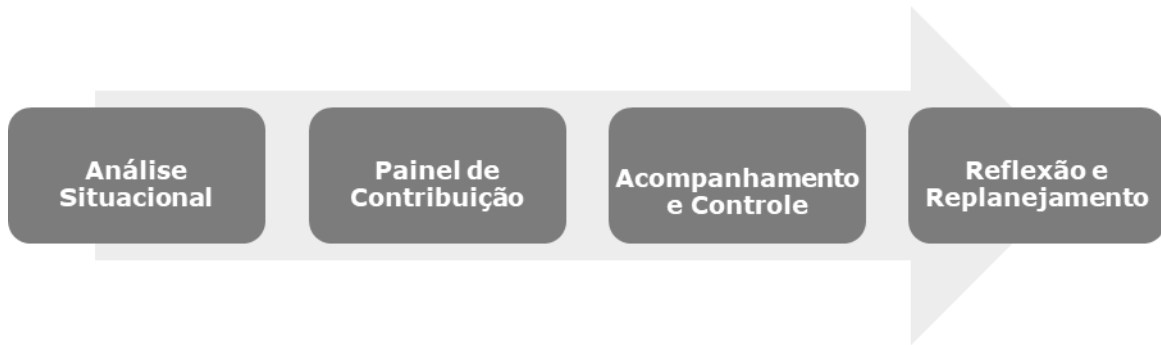 Análise
Situacional
Painel de
Contribuição
Acompanhamento
e Controle
Reflexão e
Replanejamento